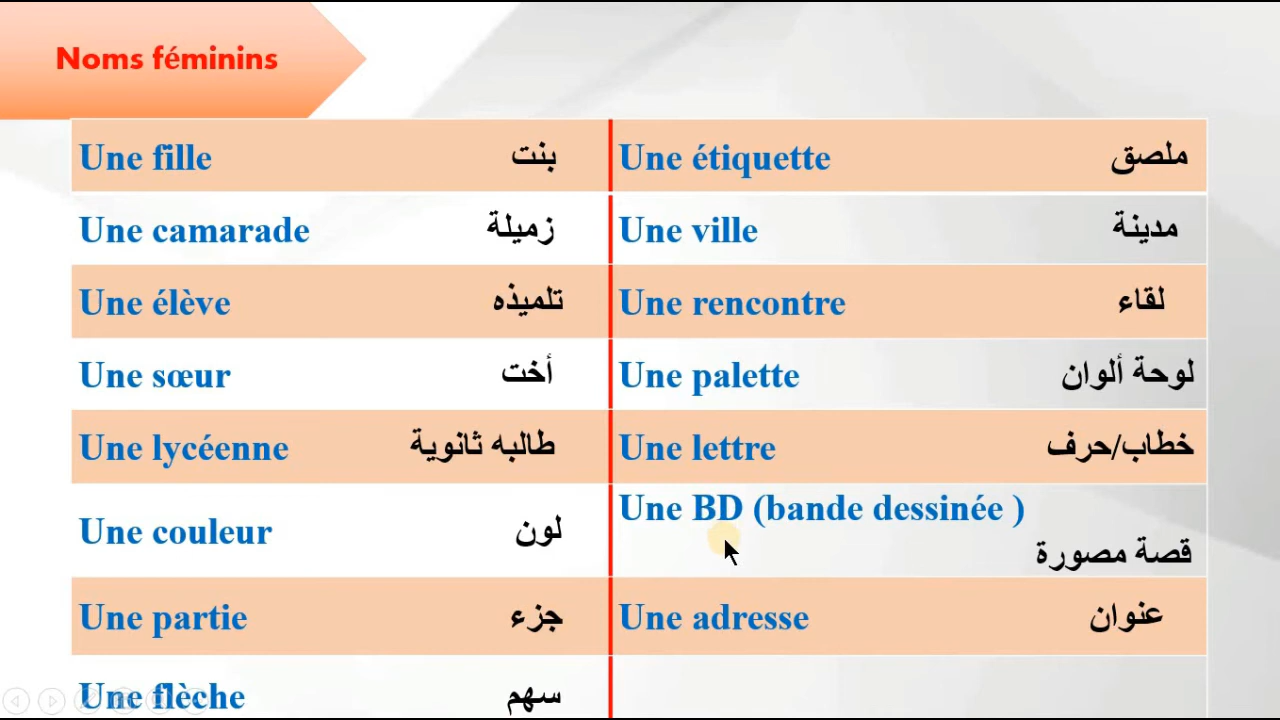 Noms féminins
Une fille بنت
Une étiquette ملصق
Une camarade زميلة
Une ville مدينة
Une élève تلميذه
Une rencontre لقاء
Une sœur أخت
Une palette لوحة ألوان
Une lycéenne طالبه ثانوية
Une lettre خطاب/حرف
Une couleur لون
Une BD (bande dessinée )
قصة مصورة
Une partie جزء
Une adresse عنوان
Une flèche سهم